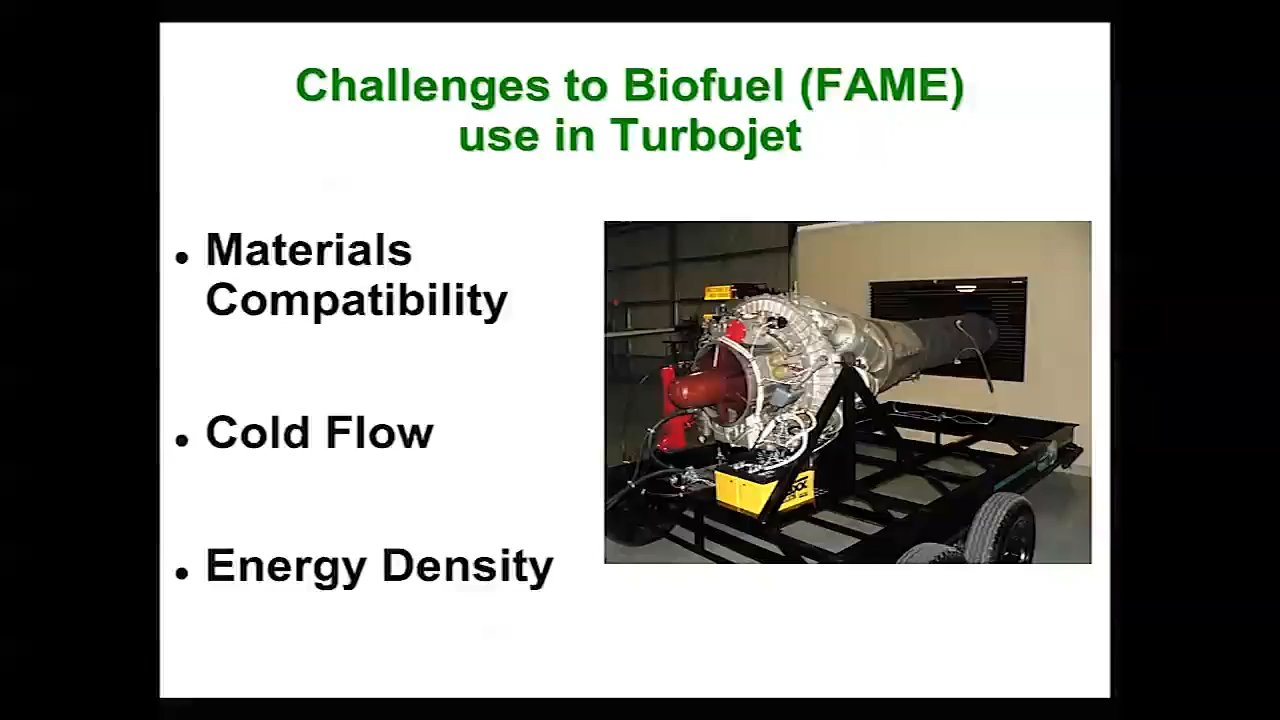 Challenges to Biofuel (FAME)
use in Turbojet
• Materials
Compatibility
• Cold Flow
• Energy Density